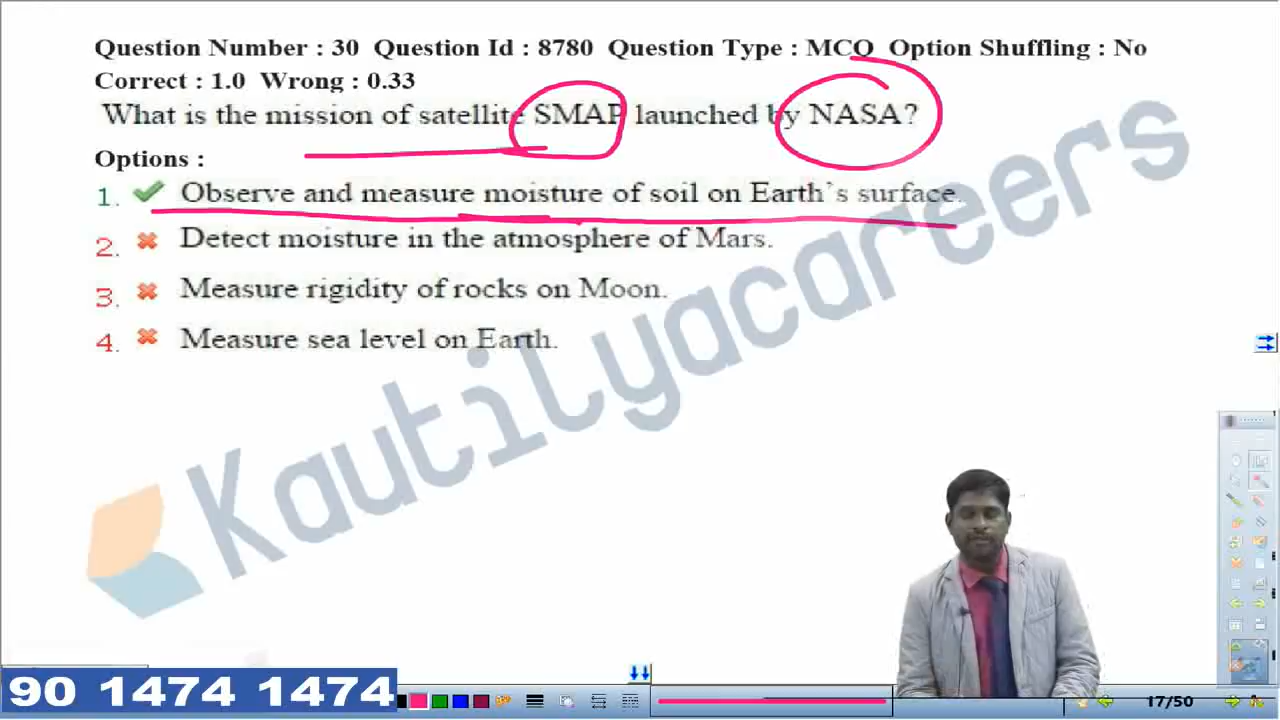 Question Number : 30 Question Id : 8780 Question Type : MCQ Option Shuffling : No
Correct : 1.0 Wrong : 0.33
What is the mission of satellite SMAP launched by NASA?
Options :
1. Observe and measure moisture of soil on Earth's surface.
2. Detect moisture in the atmosphere of Mars.
3. Measure rigidity of rocks on Moon.
4. Measure sea level on Earth.
Kautilyacareers
90 1474 1474
17/50